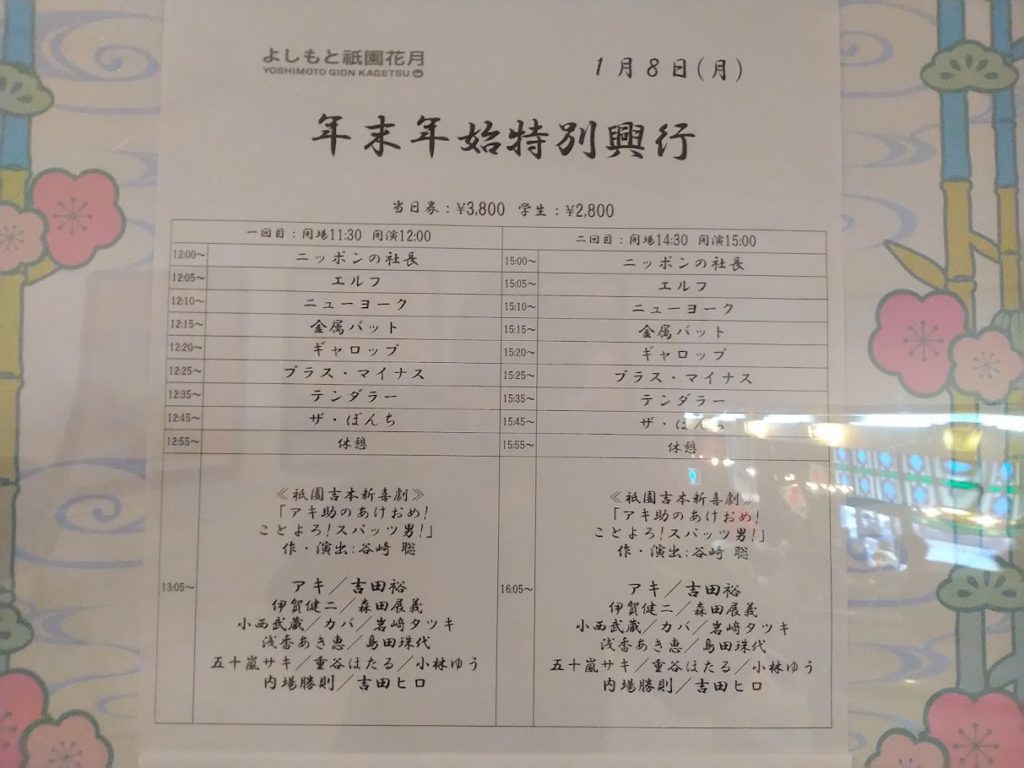 よしもと祇園花月
YOSHIMOTO GION KAGETSU
1月8日(月)
年末年始特別興行
当日券：¥3,800 学生：¥2,800
一回目：開場11:30 開演12:00
12:00～ ニッポンの社長
12:05～ エルフ
12:10～ ニューヨーク
12:15～ 金属バット
12:20～ ギャロップ
12:25～ プラス・マイナス
12:35～ テンダラー
12:45～ ザ・ぼんち
12:55～ 休憩
13:05～
≪祇園吉本新喜劇≫
「アキ助のあけおめ!
ことよろ!スパッツ男!」
作・演出:谷崎 聡
アキ／吉田裕
伊賀健二／森田展義
小西武蔵／カバ／岩﨑タツキ
浅香あき恵／島田珠代
五十嵐サキ／重谷ほたる／小林ゆう
内場勝則／吉田ヒロ
二回目：開場14:30 開演15:00
15:00～ ニッポンの社長
15:05～ エルフ
15:10～ ニューヨーク
15:15～ 金属バット
15:20～ ギャロップ
15:25～ プラス・マイナス
15:35～ テンダラー
15:45～ ザ・ぼんち
15:55～ 休憩
16:05～
≪祇園吉本新喜劇≫
「アキ助のあけおめ!
ことよろ!スパッツ男!」
作・演出:谷崎 聡
アキ／吉田裕
伊賀健二／森田展義
小西武蔵／カバ／岩﨑タツキ
浅香あき恵／島田珠代
五十嵐サキ／重谷ほたる／小林ゆう
内場勝則／吉田ヒロ